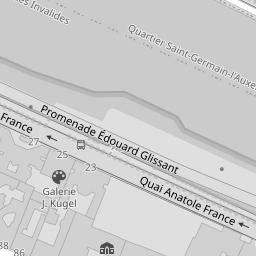 es Invalides
Quartier Saint-Germain-l'Auxe
Promenade Édouard Glissant
France
25
23
Galerie
J. Kugel
Quai Anatole France
27
88
86